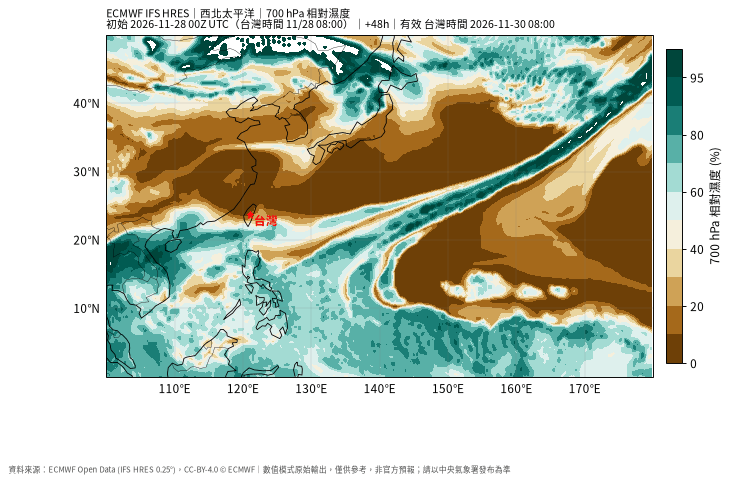 ECMWF IFS HRES｜西北太平洋｜700 hPa 相對濕度
初始 2026-11-28 00Z UTC（台灣時間 11/28 08:00）｜+48h｜有效 台灣時間 2026-11-30 08:00
40°N
30°N
20°N
10°N
110°E
120°E
130°E
140°E
150°E
160°E
170°E
台灣
95
80
60
40
20
0
700 hPa 相對濕度 (%)
資料來源：ECMWF Open Data (IFS HRES 0.25°)，CC-BY-4.0 © ECMWF｜數值模式原始輸出，僅供參考，非官方預報；請以中央氣象署發布為準